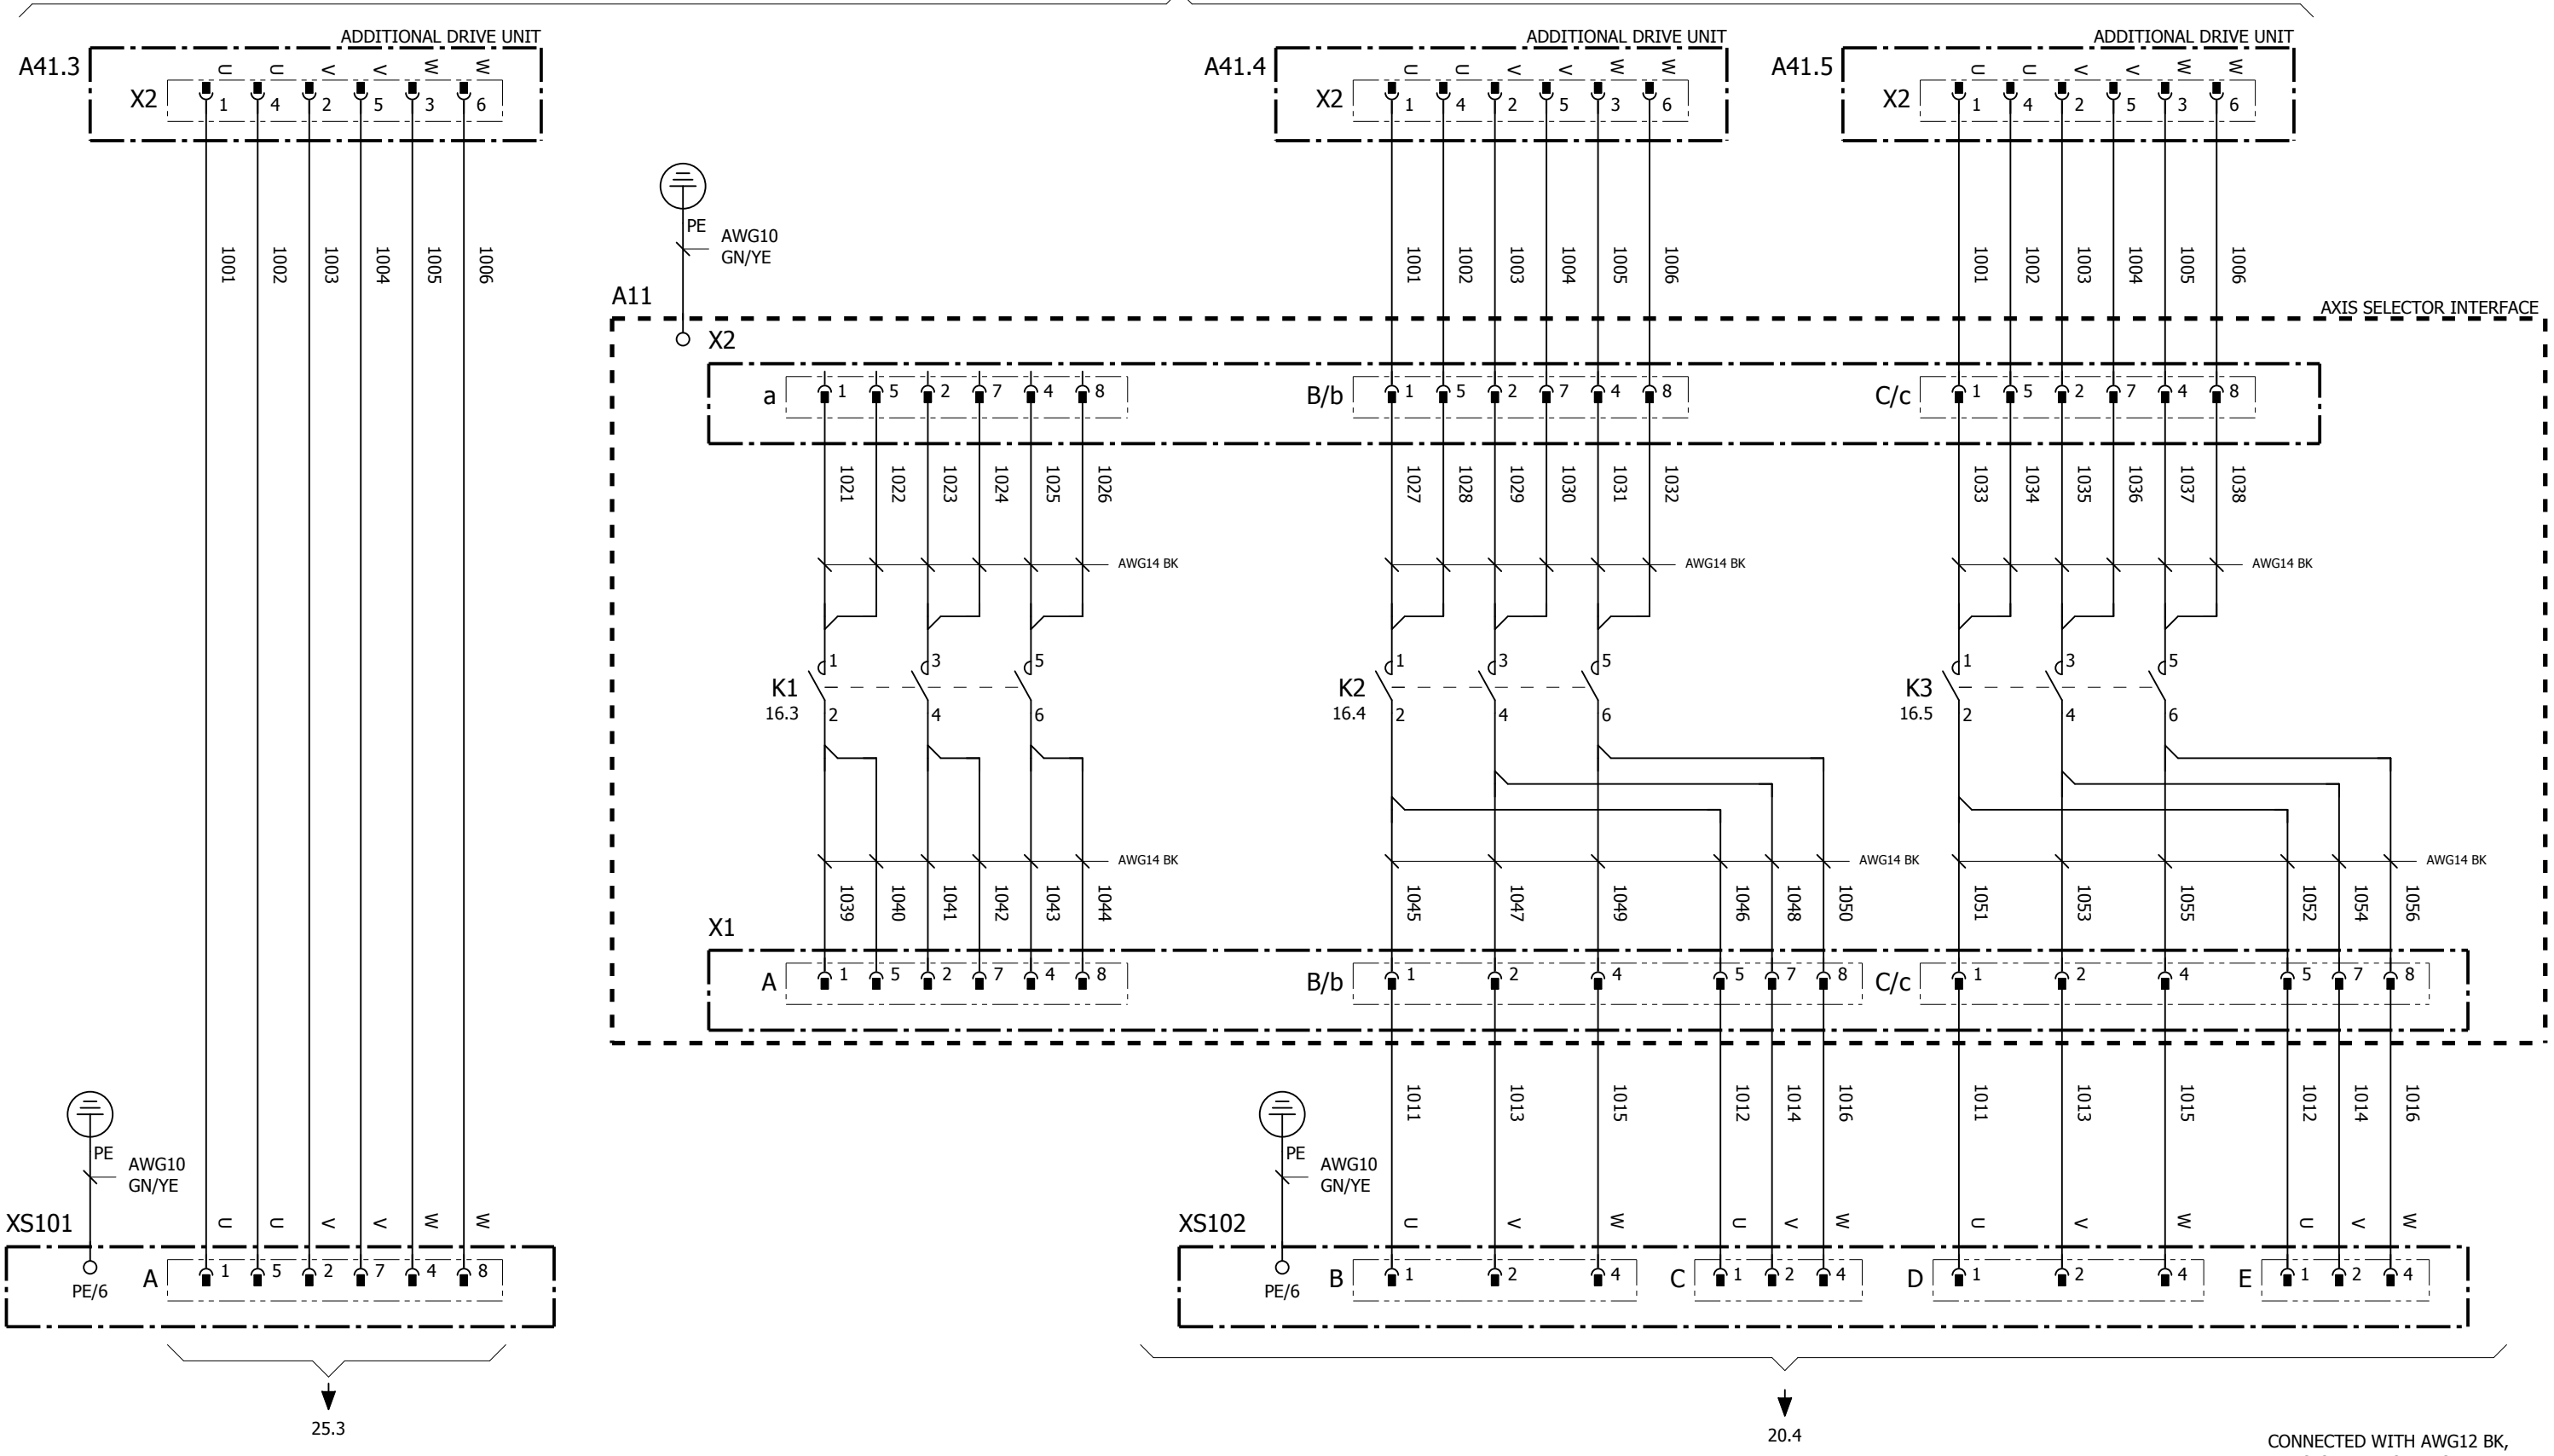 ADDITIONAL DRIVE UNIT ADDITIONAL DRIVE UNIT ADDITIONAL DRIVE UNIT
A41.3 U U V V W W A41.4 U U V V W W A41.5 U U V V W W
X2 1 4 2 5 3 6 X2 1 4 2 5 3 6 X2 1 4 2 5 3 6
PE AWG10
GN/YE
1001 1002 1003 1004 1005 1006 1001 1002 1003 1004 1005 1006 1001 1002 1003 1004 1005 1006
A11 AXIS SELECTOR INTERFACE
X2
a 1 5 2 7 4 8 B/b 1 5 2 7 4 8 C/c 1 5 2 7 4 8
1021 1022 1023 1024 1025 1026 1027 1028 1029 1030 1031 1032 1033 1034 1035 1036 1037 1038
AWG14 BK AWG14 BK AWG14 BK
1 3 5 1 3 5 1 3 5
K1 K2 K3
16.3 2 4 6 16.4 2 4 6 16.5 2 4 6
AWG14 BK AWG14 BK AWG14 BK
1039 1040 1041 1042 1043 1044 1045 1047 1049 1046 1048 1050 1051 1053 1055 1052 1054 1056
X1
A 1 5 2 7 4 8 B/b 1 2 4 5 7 8 C/c 1 2 4 5 7 8
1011 1013 1015 1012 1014 1016 1011 1013 1015 1012 1014 1016
PE AWG10 PE AWG10
GN/YE GN/YE
XS101 U U V V W W XS102 U V W U V W U V W U V W
PE/6 A 1 5 2 7 4 8 PE/6 B 1 2 4 C 1 2 4 D 1 2 4 E 1 2 4
25.3 20.4
CONNECTED WITH AWG12 BK,